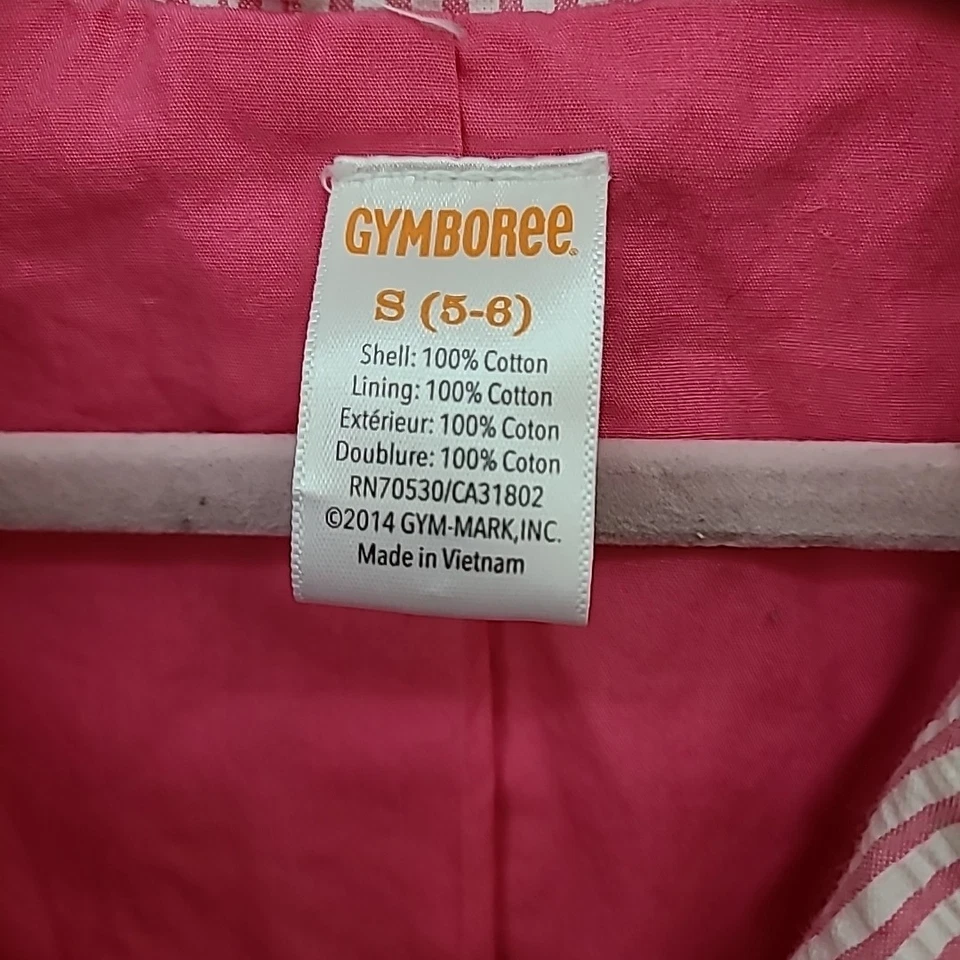 GYMBOREE®
S (5-6)
Shell: 100% Cotton
Lining: 100% Cotton
Extérieur: 100% Coton
Doublure: 100% Coton
RN70530/CA31802
©2014 GYM-MARK,INC.
Made in Vietnam